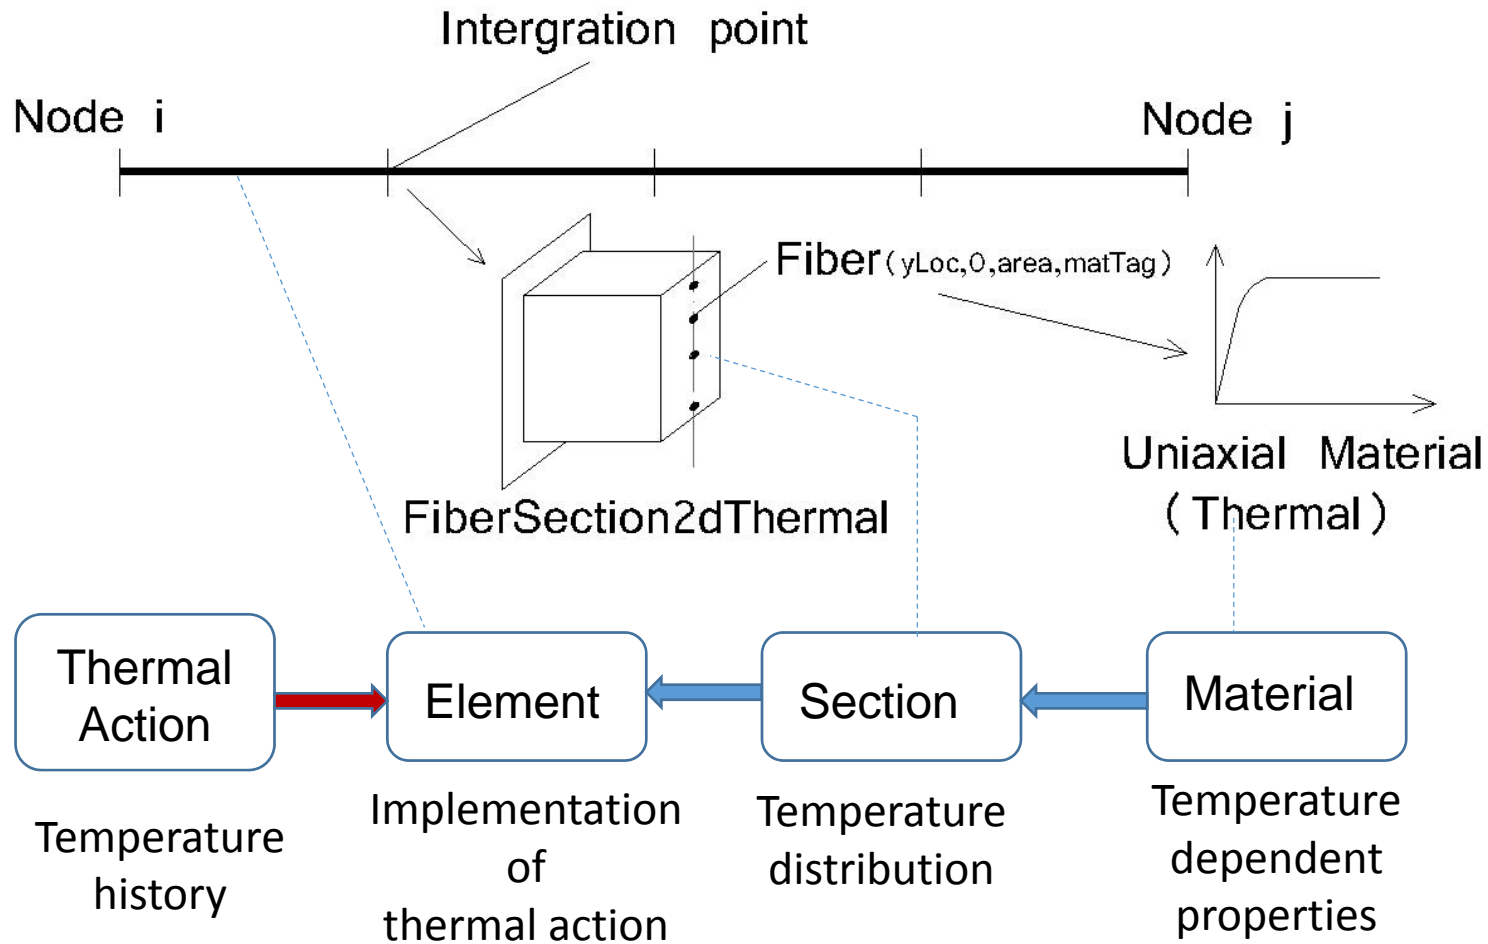 Intergration point
Node i
Node j
Fiber(yLoc,0,area,matTag)
Uniaxial Material
(Thermal)
FiberSection2dThermal
Thermal
Action
Element
Section
Material
Temperature
history
Implementation
of
thermal action
Temperature
distribution
Temperature
dependent
properties